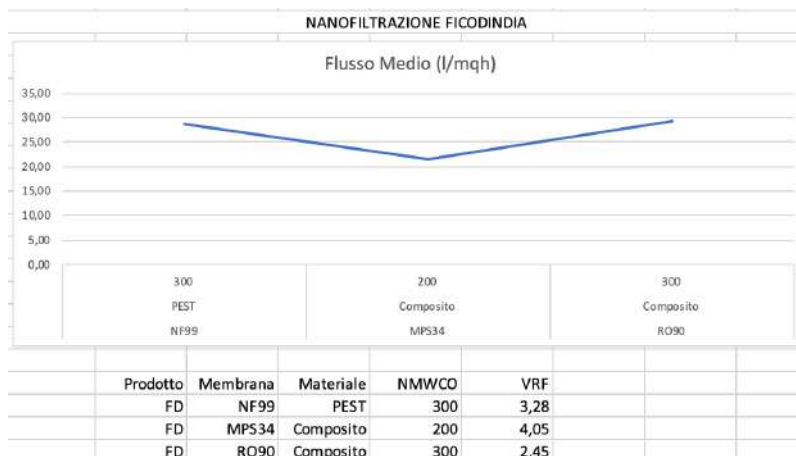 NANOFILTRAZIONE FICODINDIA
Flusso Medio (l/mqh)
35,00
30,00
25,00
20,00
15,00
10,00
5,00
0,00
300 200 300
PEST Composito Composito
NF99 MPS34 RO90
Prodotto Membrana Materiale NMWCO VRF
FD NF99 PEST 300 3,28
FD MPS34 Composito 200 4,05
FD RO90 Composito 300 2,45